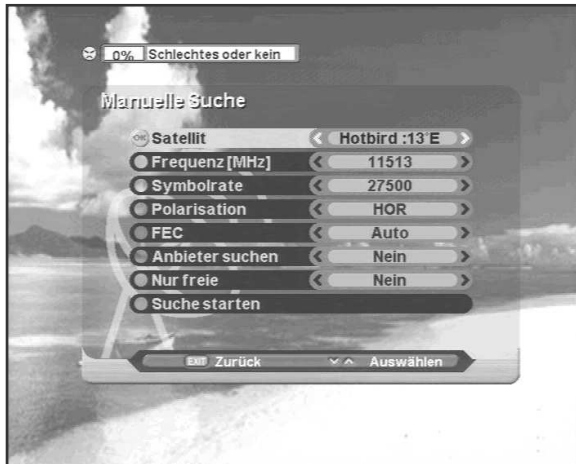 0% Schlechtes oder kein
Manuelle Suche
OK Satellit Hotbird :13°E
Frequenz [MHz] 11513
Symbolrate 27500
Polarisation HOR
FEC Auto
Anbieter suchen Nein
Nur freie Nein
Suche starten
EXIT Zurück Auswählen